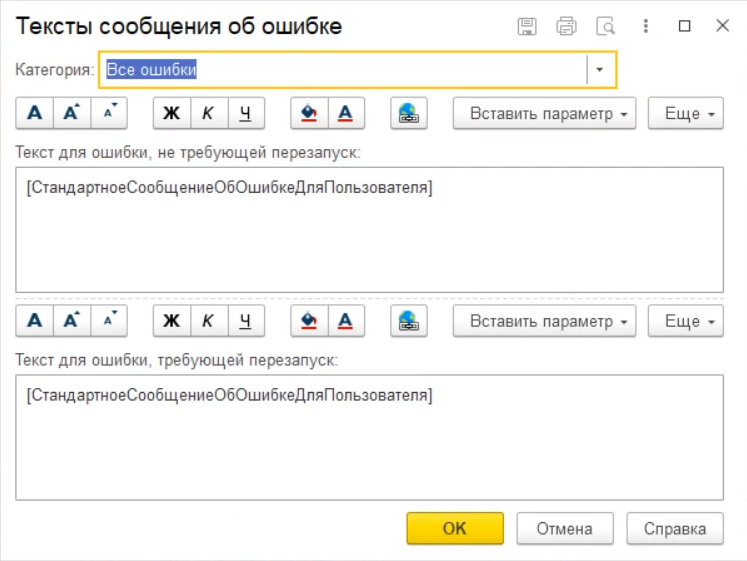 Тексты сообщения об ошибке
Категория: Все ошибки
А А А Ж К Ч А Вставить параметр Еще
Текст для ошибки, не требующей перезапуск:
[СтандартноеСообщениеОбОшибкеДляПользователя]
А А А Ж К Ч А Вставить параметр Еще
Текст для ошибки, требующей перезапуск:
[СтандартноеСообщениеОбОшибкеДляПользователя]
ОК Отмена Справка